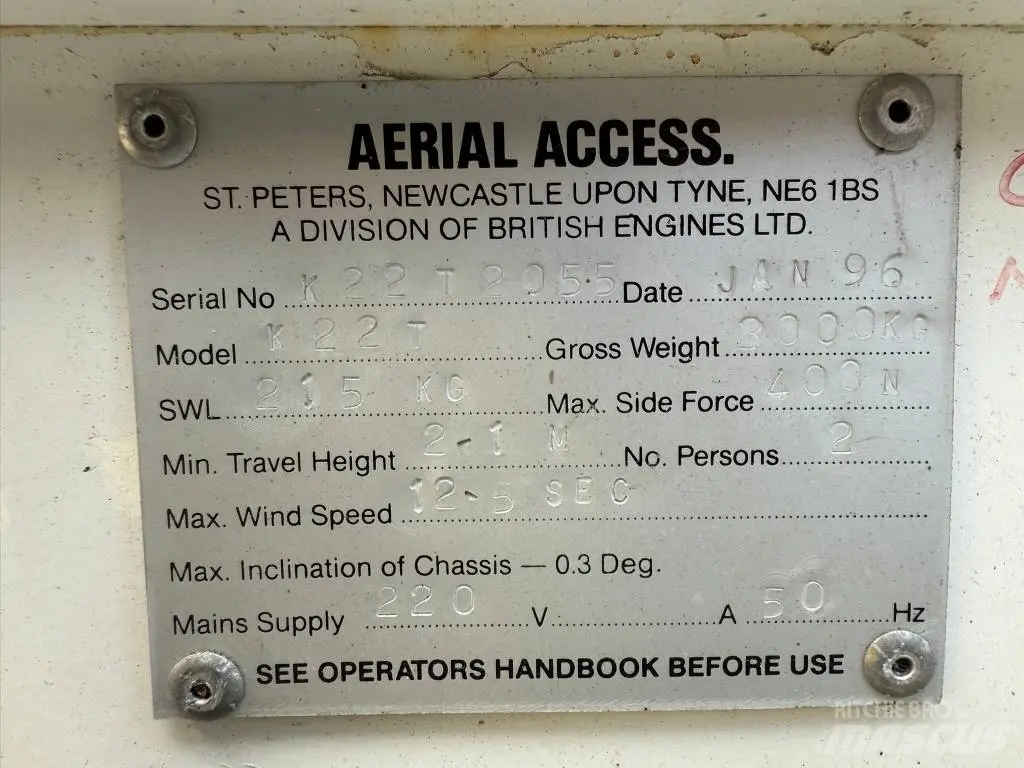 AERIAL ACCESS.
ST. PETERS, NEWCASTLE UPON TYNE, NE6 1BS
A DIVISION OF BRITISH ENGINES LTD.
Serial No K22T2055 Date JAN 96
Model K22T Gross Weight 3000KG
SWL 215 KG Max. Side Force 400N
Min. Travel Height 2-1 M No. Persons 2
Max. Wind Speed 12-5 SEC
Max. Inclination of Chassis — 0.3 Deg.
Mains Supply 220 V A 50 Hz
SEE OPERATORS HANDBOOK BEFORE USE
RITCHIE BROS
mascus